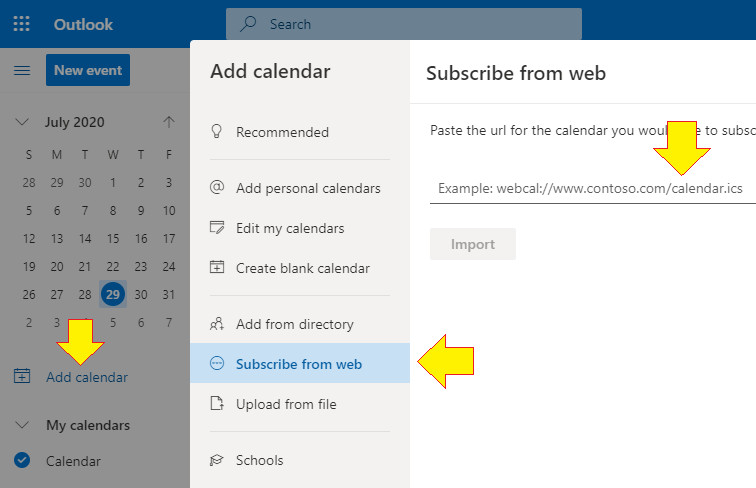 Outlook
Search
New event
July 2020
S M T W T F
28 29 30 1 2 3
5 6 7 8 9 10
12 13 14 15 16 17
19 20 21 22 23 24
26 27 28 29 30 31
2 3 5 6 7
Add calendar
My calendars
Calendar
Add calendar
Recommended
Add personal calendars
Edit my calendars
Create blank calendar
Add from directory
Subscribe from web
Upload from file
Schools
Subscribe from web
Paste the url for the calendar you to
Example: webcal://www.contoso.com/calendar.ics
Import